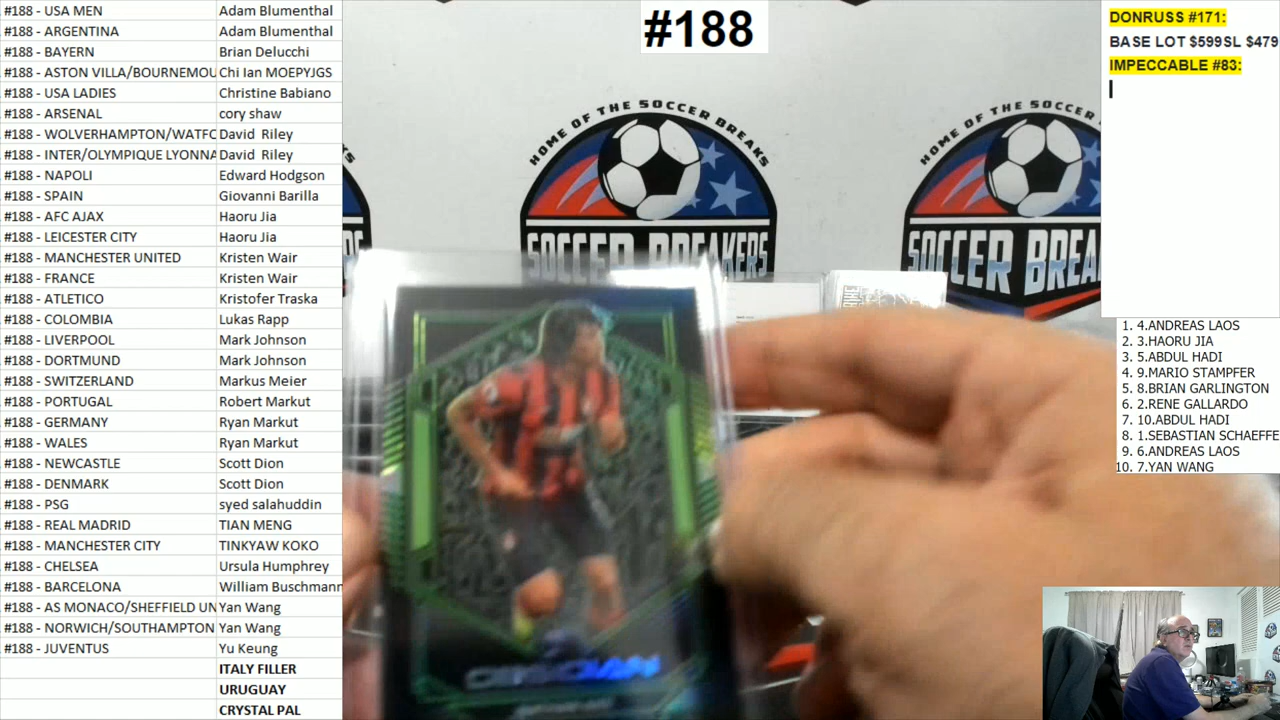 #188 - USA MEN Adam Blumenthal
#188 - ARGENTINA Adam Blumenthal
#188 - BAYERN Brian Delucchi
#188 - ASTON VILLA/BOURNEMOU Chi Ian MOEPYJGS
#188 - USA LADIES Christine Babiano
#188 - ARSENAL cory shaw
#188 - WOLVERHAMPTON/WATFO David Riley
#188 - INTER/OLYMPIQUE LYONNA David Riley
#188 - NAPOLI Edward Hodgson
#188 - SPAIN Giovanni Barilla
#188 - AFC AJAX Haoru Jia
#188 - LEICESTER CITY Haoru Jia
#188 - MANCHESTER UNITED Kristen Wair
#188 - FRANCE Kristen Wair
#188 - ATLETICO Kristofer Traska
#188 - COLOMBIA Lukas Rapp
#188 - LIVERPOOL Mark Johnson
#188 - DORTMUND Mark Johnson
#188 - SWITZERLAND Markus Meier
#188 - PORTUGAL Robert Markut
#188 - GERMANY Ryan Markut
#188 - WALES Ryan Markut
#188 - NEWCASTLE Scott Dion
#188 - DENMARK Scott Dion
#188 - PSG syed salahuddin
#188 - REAL MADRID TIAN MENG
#188 - MANCHESTER CITY TINKYAW KOKO
#188 - CHELSEA Ursula Humphrey
#188 - BARCELONA William Buschmann
#188 - AS MONACO/SHEFFIELD UN Yan Wang
#188 - NORWICH/SOUTHAMPTON Yan Wang
#188 - JUVENTUS Yu Keung
ITALY FILLER
URUGUAY
CRYSTAL PAL
#188
HOME OF THE SOCCER BREAKS
SOCCER BREAKERS
HOME OF THE SOCCER BREAKS
SOCCER BREA
DONRUSS #171:
BASE LOT $599SL $479
IMPECCABLE #83:
1. 4.ANDREAS LAOS
2. 3.HAORU JIA
3. 5.ABDUL HADI
4. 9.MARIO STAMPFER
5. 8.BRIAN GARLINGTON
6. 2.RENE GALLARDO
7. 10.ABDUL HADI
8. 1.SEBASTIAN SCHAEFFE
9. 6.ANDREAS LAOS
10. 7.YAN WANG